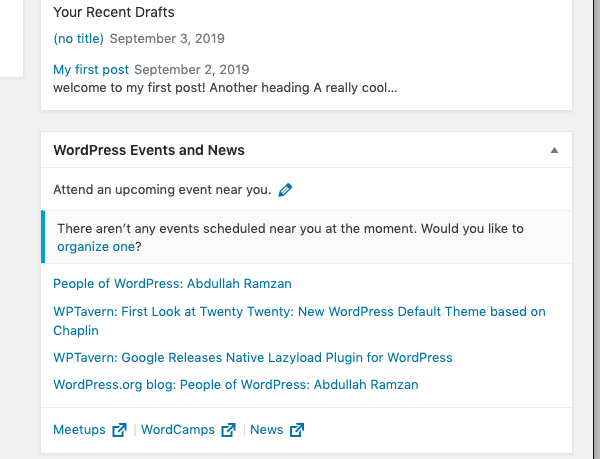 Your Recent Drafts
(no title) September 3, 2019
My first post September 2, 2019
welcome to my first post! Another heading A really cool…
WordPress Events and News
Attend an upcoming event near you.
There aren’t any events scheduled near you at the moment. Would you like to
organize one?
People of WordPress: Abdullah Ramzan
WPTavern: First Look at Twenty Twenty: New WordPress Default Theme based on
Chaplin
WPTavern: Google Releases Native Lazyload Plugin for WordPress
WordPress.org blog: People of WordPress: Abdullah Ramzan
Meetups | WordCamps | News